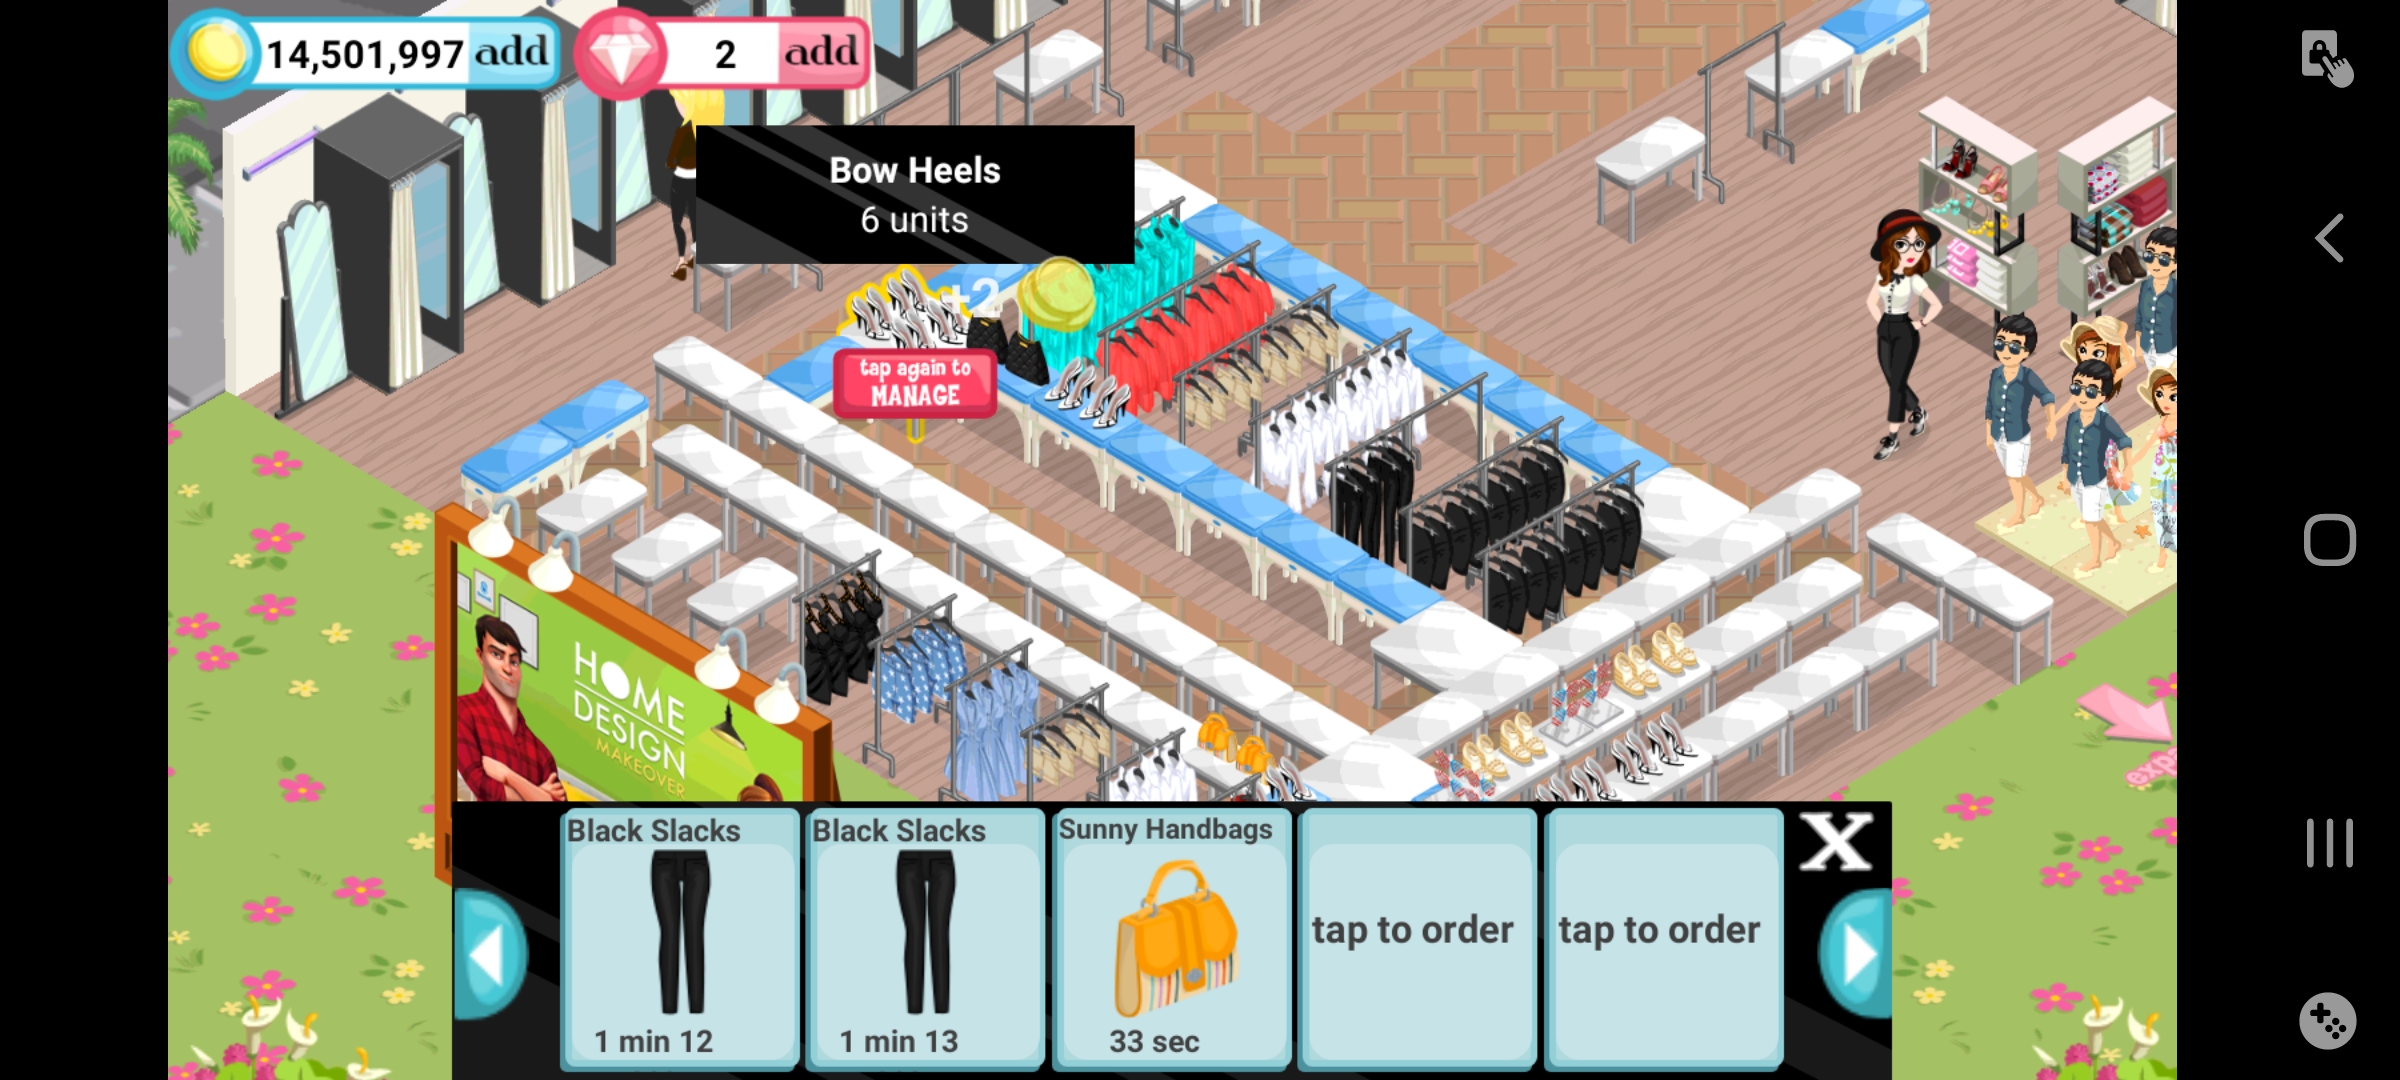 14,501,997 add
2 add
Bow Heels
6 units
+2
tap again to
MANAGE
HOME
DESIGN
MAKEOVER
Black Slacks
1 min 12
Black Slacks
1 min 13
Sunny Handbags
33 sec
tap to order
tap to order
X